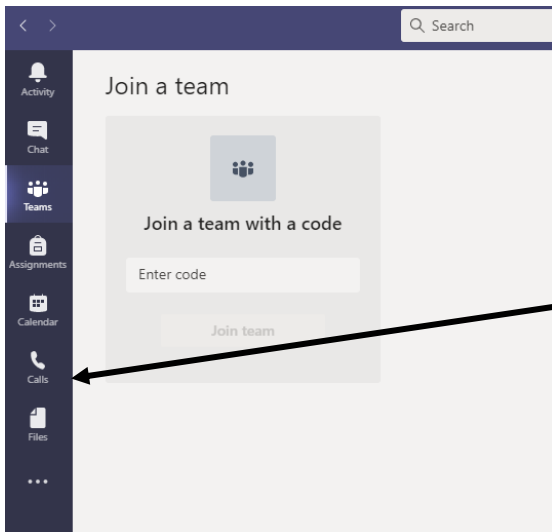 Search
Activity
Join a team
Chat
Teams
Join a team with a code
Assignments
Enter code
Calendar
Join team
Calls
Files